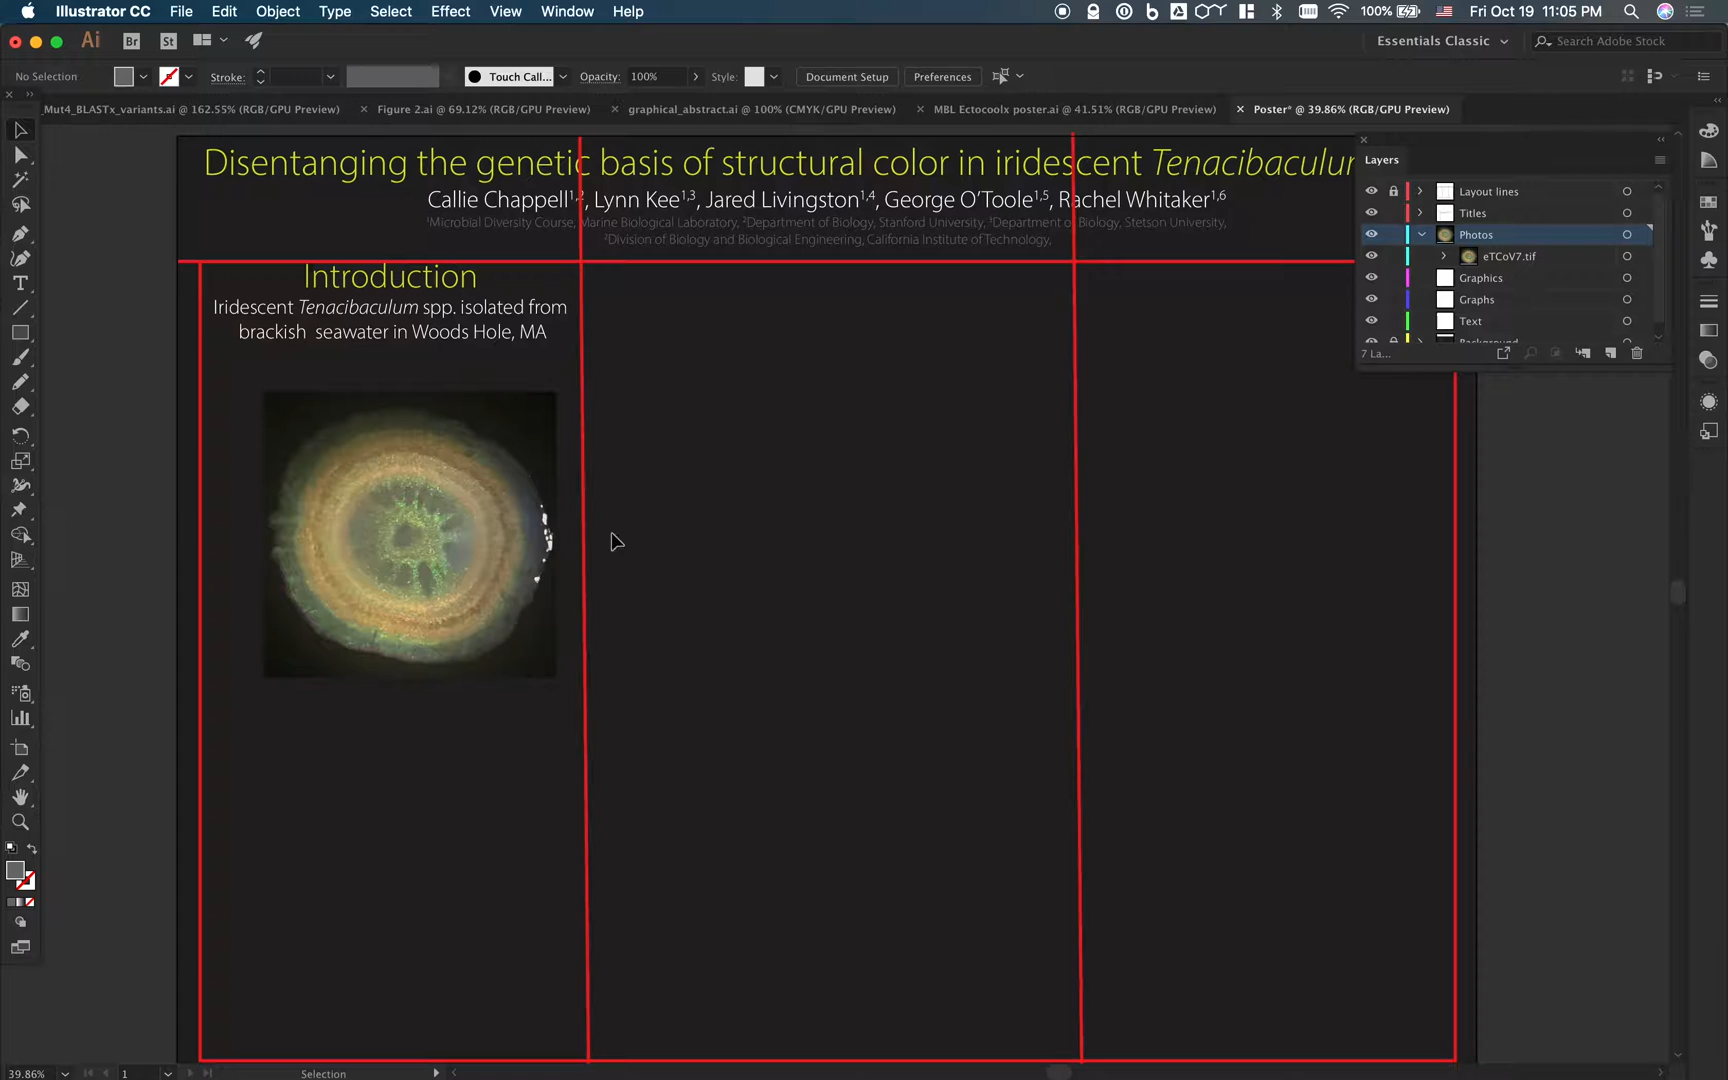 Illustrator CC File Edit Object Type Select Effect View Window Help 100% Fri Oct 19 11:05 PM
Ai Br St Essentials Classic Search Adobe Stock
No Selection Stroke: Touch Call... Opacity: 100% Style: Document Setup Preferences
_Mut4_BLASTx_variants.ai @ 162.55% (RGB/GPU Preview) Figure 2.ai @ 69.12% (RGB/GPU Preview) graphical_abstract.ai @ 100% (CMYK/GPU Preview) MBL Ectocoolx poster.ai @ 41.51% (RGB/GPU Preview) Poster* @ 39.86% (RGB/GPU Preview)
Disentanging the genetic basis of structural color in iridescent Tenacibaculum
Callie Chappell1,2, Lynn Kee1,3, Jared Livingston1,4, George O'Toole1,5, Rachel Whitaker1,6
1Microbial Diversity Course, Marine Biological Laboratory, 2Department of Biology, Stanford University, 3Department of Biology, Stetson University,
2Division of Biology and Biological Engineering, California Institute of Technology,
Introduction
Iridescent Tenacibaculum spp. isolated from
brackish seawater in Woods Hole, MA
Layers
Layout lines
Titles
Photos
eTCoV7.tif
Graphics
Graphs
Text
Background
7 La...
39.86% 1 Selection